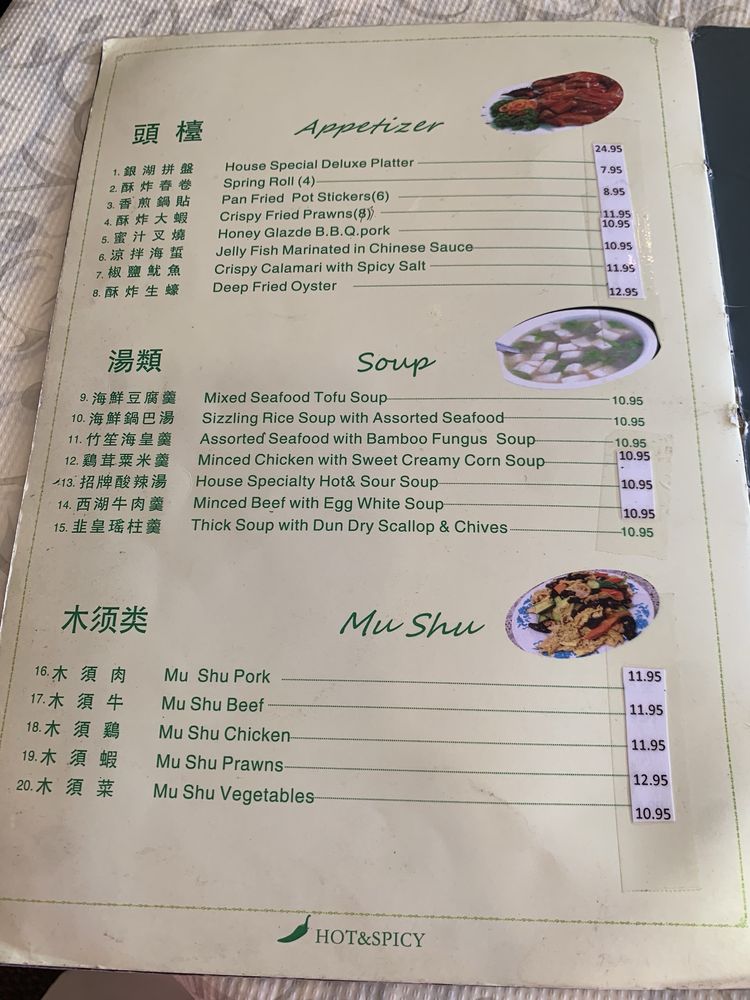 頭檯 Appetizer
1. 銀湖拼盤 House Special Deluxe Platter 24.95
2. 酥炸春卷 Spring Roll (4) 7.95
3. 香煎鍋貼 Pan Fried Pot Stickers(6) 8.95
4. 酥炸大蝦 Crispy Fried Prawns(8) 11.95
5. 蜜汁叉燒 Honey Glazde B.B.Q.pork 10.95
6. 凉拌海蜇 Jelly Fish Marinated in Chinese Sauce 10.95
7. 椒鹽魷魚 Crispy Calamari with Spicy Salt 11.95
8. 酥炸生蠔 Deep Fried Oyster 12.95
湯類 Soup
9. 海鮮豆腐羹 Mixed Seafood Tofu Soup 10.95
10. 海鮮鍋巴湯 Sizzling Rice Soup with Assorted Seafood 10.95
11. 竹笙海皇羹 Assorted Seafood with Bamboo Fungus Soup 10.95
12. 鷄茸粟米羹 Minced Chicken with Sweet Creamy Corn Soup 10.95
13. 招牌酸辣湯 House Specialty Hot& Sour Soup 10.95
14. 西湖牛肉羹 Minced Beef with Egg White Soup 10.95
15. 韭皇瑤柱羹 Thick Soup with Dun Dry Scallop & Chives 10.95
木须类 Mu Shu
16. 木須肉 Mu Shu Pork 11.95
17. 木須牛 Mu Shu Beef 11.95
18. 木須鷄 Mu Shu Chicken 11.95
19. 木須蝦 Mu Shu Prawns 12.95
20. 木須菜 Mu Shu Vegetables 10.95
HOT&SPICY